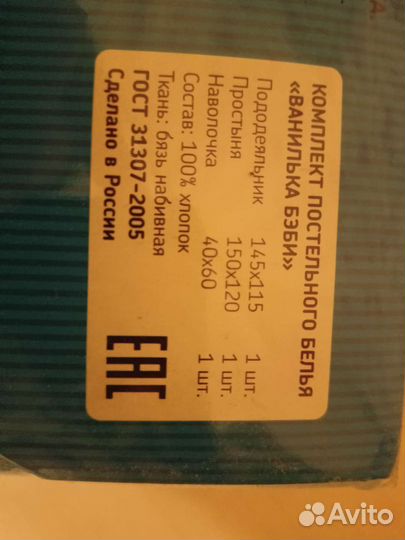 КОМПЛЕКТ ПОСТЕЛЬНОГО БЕЛЬЯ
«ВАНИЛЬКА БЭБИ»
Пододеяльник 145х115 1 шт.
Простыня 150х120 1 шт.
Наволочка 40х60 1 шт.
Состав: 100% хлопок
Ткань: бязь набивная
ГОСТ 31307-2005
Сделано в России
ЕАС
Avito